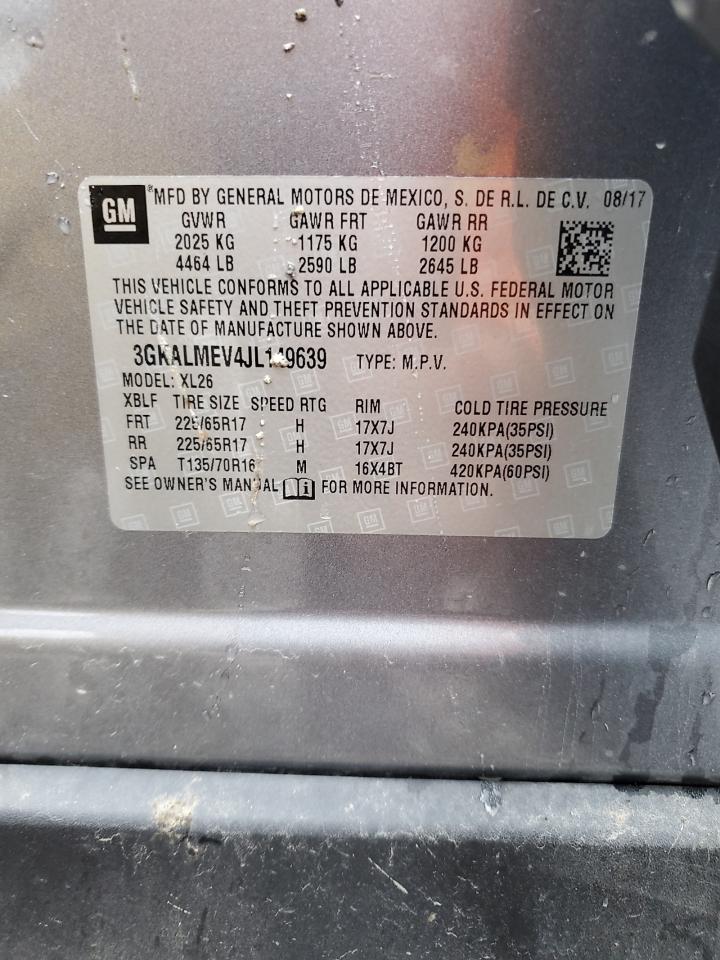 GM ® MFD BY GENERAL MOTORS DE MEXICO, S. DE R.L. DE C.V. 08/17
GVWR GAWR FRT GAWR RR
2025 KG 1175 KG 1200 KG
4464 LB 2590 LB 2645 LB
THIS VEHICLE CONFORMS TO ALL APPLICABLE U.S. FEDERAL MOTOR
VEHICLE SAFETY AND THEFT PREVENTION STANDARDS IN EFFECT ON
THE DATE OF MANUFACTURE SHOWN ABOVE.
3GKALMEV4JL149639 TYPE: M.P.V.
MODEL: XL26
XBLF TIRE SIZE SPEED RTG RIM COLD TIRE PRESSURE
FRT 225/65R17 H 17X7J 240KPA(35PSI)
RR 225/65R17 H 17X7J 240KPA(35PSI)
SPA T135/70R16 M 16X4BT 420KPA(60PSI)
SEE OWNER'S MANUAL FOR MORE INFORMATION.